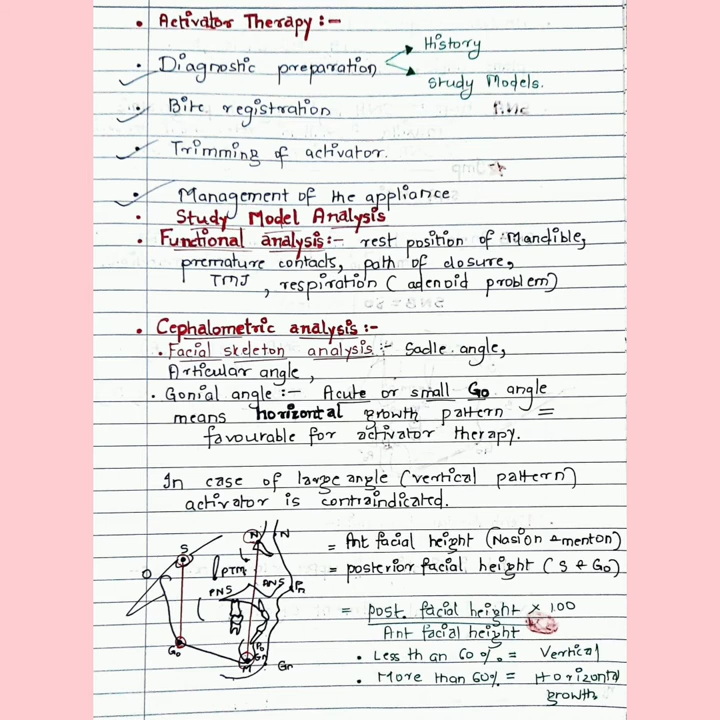 • Activator Therapy :-
• Diagnostic preparation
History
Study Models.
• Bite registration
• Trimming of activator.
• Management of the appliance
• Study Model Analysis
• Functional analysis :- rest position of Mandible,
premature contacts, path of closure,
TMJ, respiration (adenoid problem)
• Cephalometric analysis :-
• Facial skeleton analysis :- Sadle angle,
Articular angle,
• Gonial angle :- Acute or small Go angle
means horizontal growth pattern =
favourable for activator therapy.
In case of large angle (vertical pattern)
activator is contraindicated.
S
N
N
O
PTM
PNS
ANS
Pn
Go
Po
Gn
M
Gn
= Ant facial height (Nasion & menton)
= posterior facial height (S & Go)
= post. facial height × 100
Ant facial height
• Less than 60% = Vertical
• More than 60% = Horizontal
growth